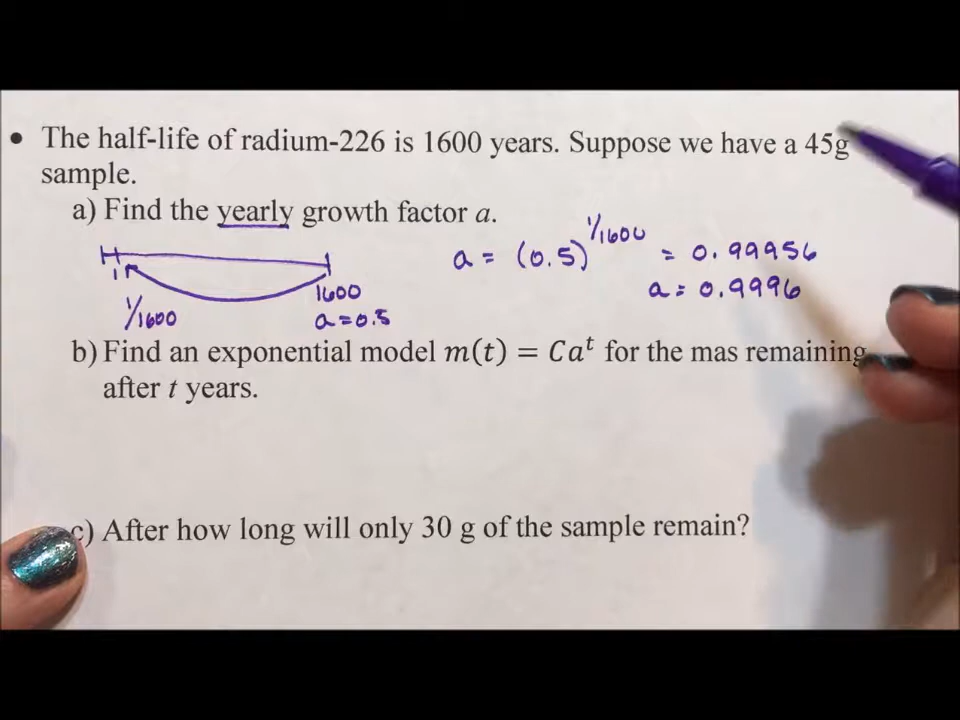 • The half-life of radium-226 is 1600 years. Suppose we have a 45g
sample.
a) Find the yearly growth factor a.
a = (0.5)^1/1600 = 0.99956
a = 0.9996
1 1600
1/1600 a=0.5
b) Find an exponential model m(t) = Ca^t for the mas remaining
after t years.
c) After how long will only 30 g of the sample remain?